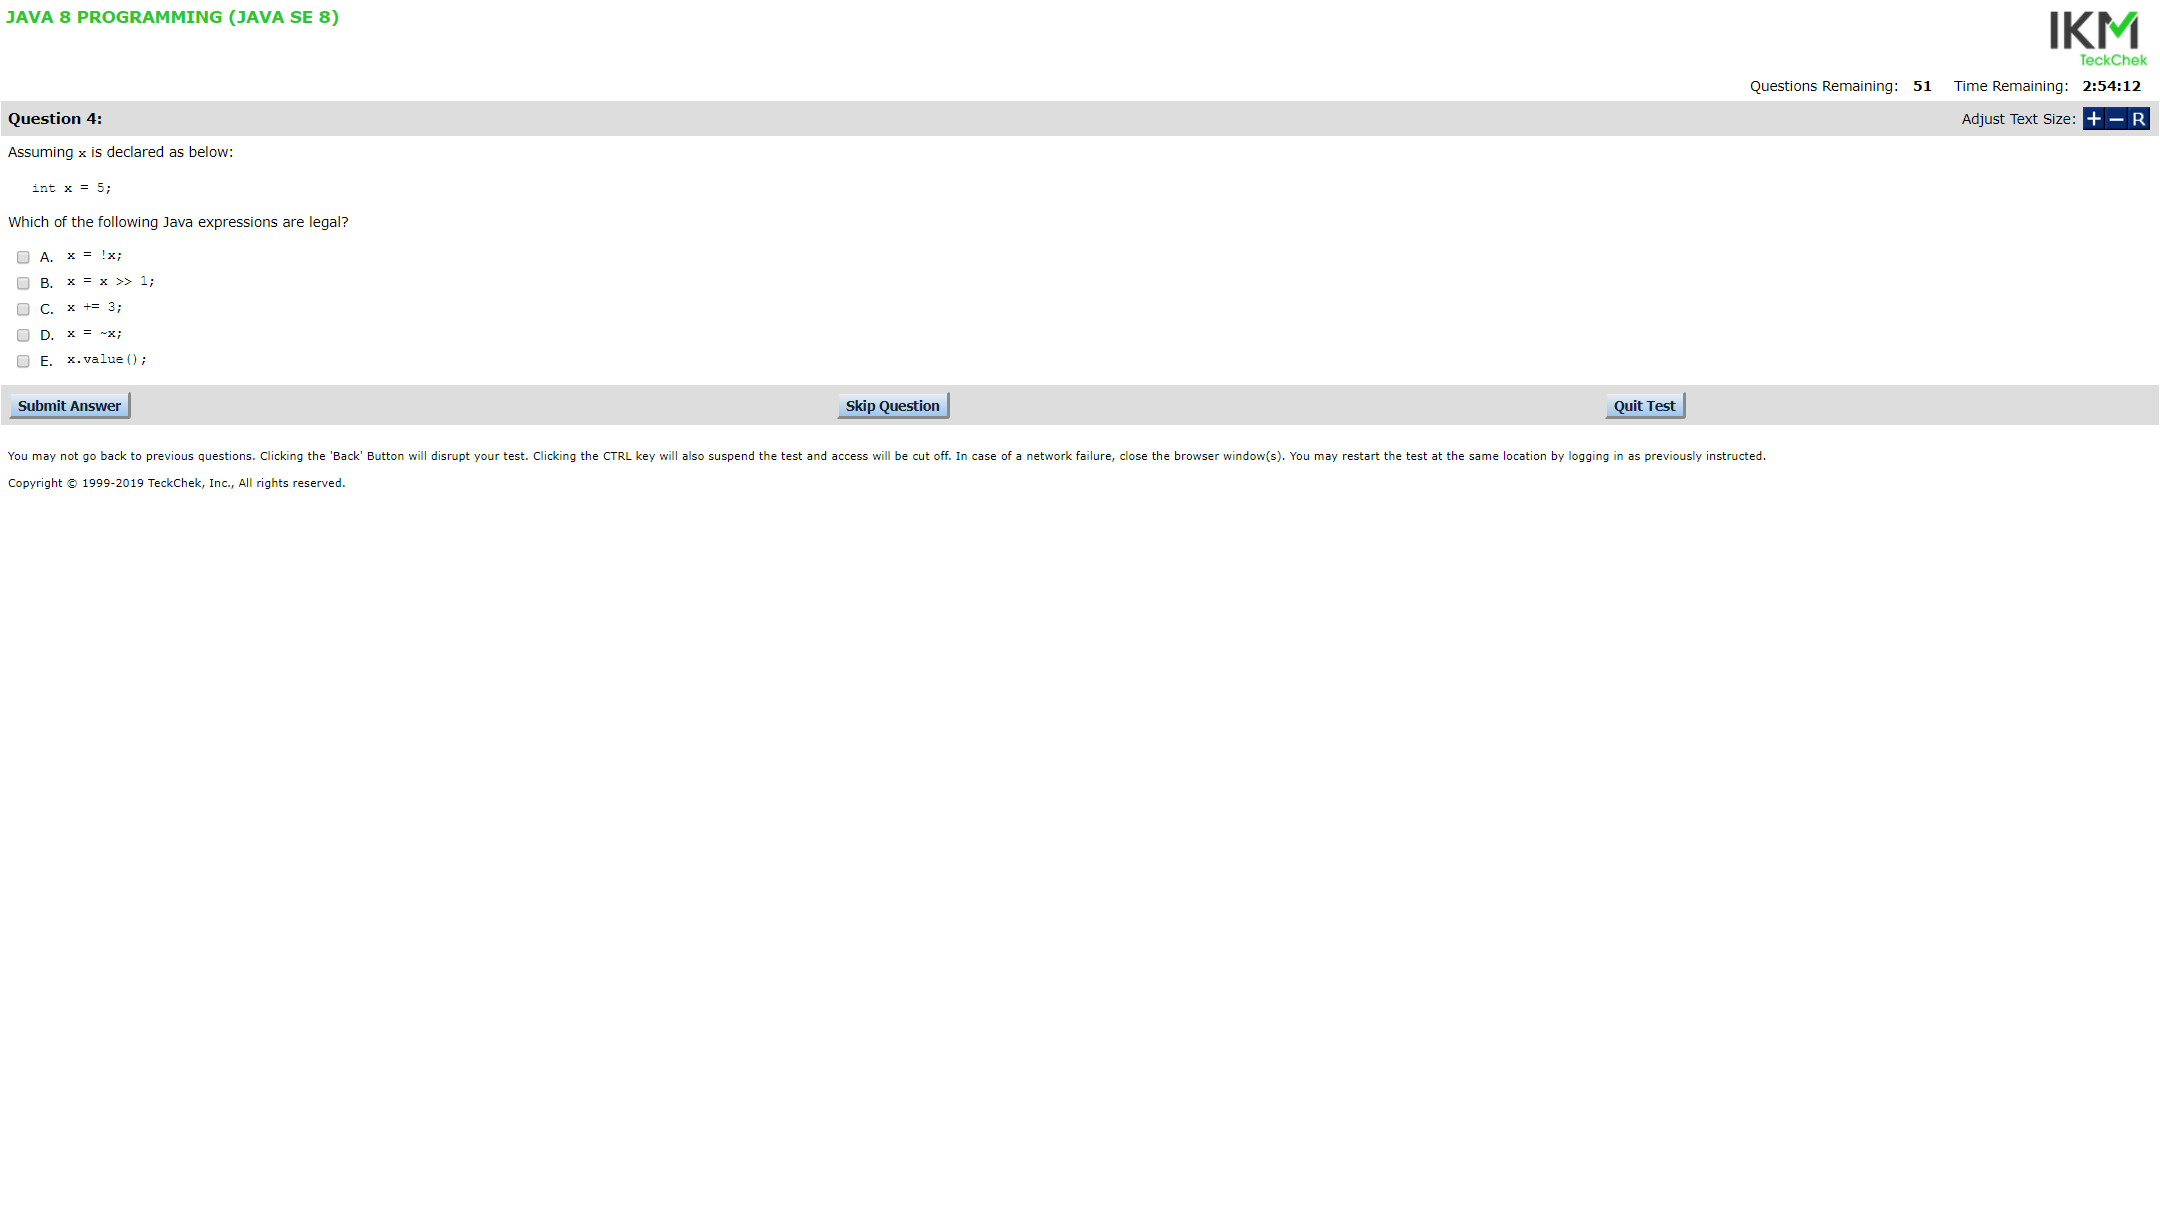 JAVA 8 PROGRAMMING (JAVA SE 8)
IKM
TeckChek
Questions Remaining: 51 Time Remaining: 2:54:12
Question 4: Adjust Text Size: + − R
Assuming x is declared as below:
int x = 5;
Which of the following Java expressions are legal?
A. x = !x;
B. x = x >> 1;
C. x += 3;
D. x = ~x;
E. x.value();
Submit Answer Skip Question Quit Test
You may not go back to previous questions. Clicking the 'Back' Button will disrupt your test. Clicking the CTRL key will also suspend the test and access will be cut off. In case of a network failure, close the browser window(s). You may restart the test at the same location by logging in as previously instructed.
Copyright © 1999-2019 TeckChek, Inc., All rights reserved.